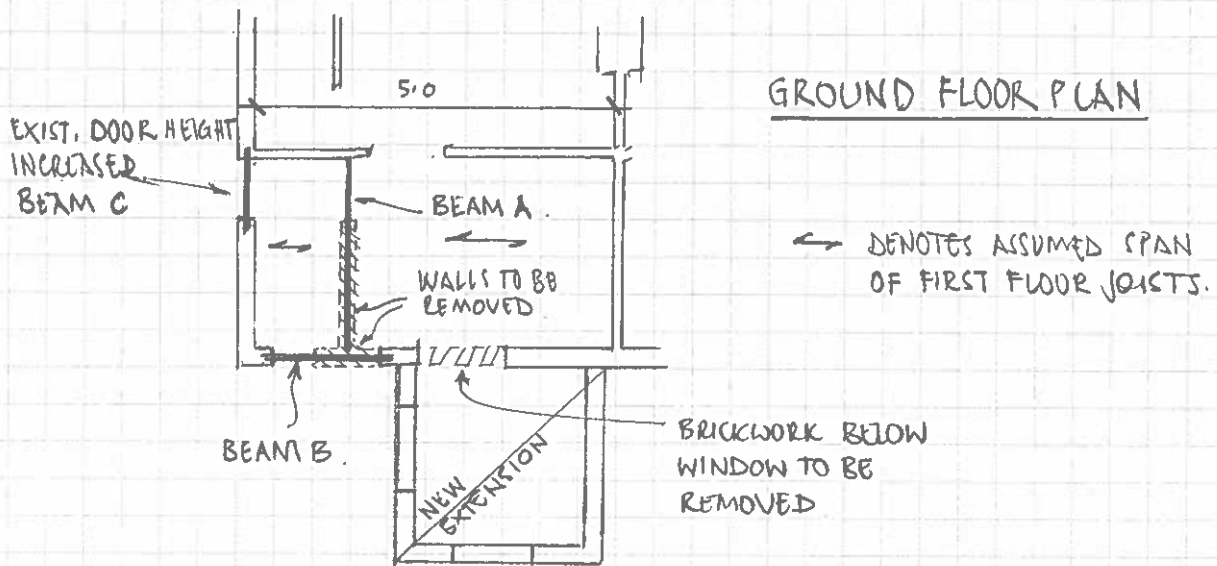 GROUND FLOOR PLAN
5.0
EXIST. DOOR HEIGHT
INCREASED.
BEAM C
BEAM A.
DENOTES ASSUMED SPAN
OF FIRST FLOOR JOISTS.
WALLS TO BE
REMOVED
BEAM B.
BRICKWORK BELOW
WINDOW TO BE
REMOVED
NEW
EXTENSION